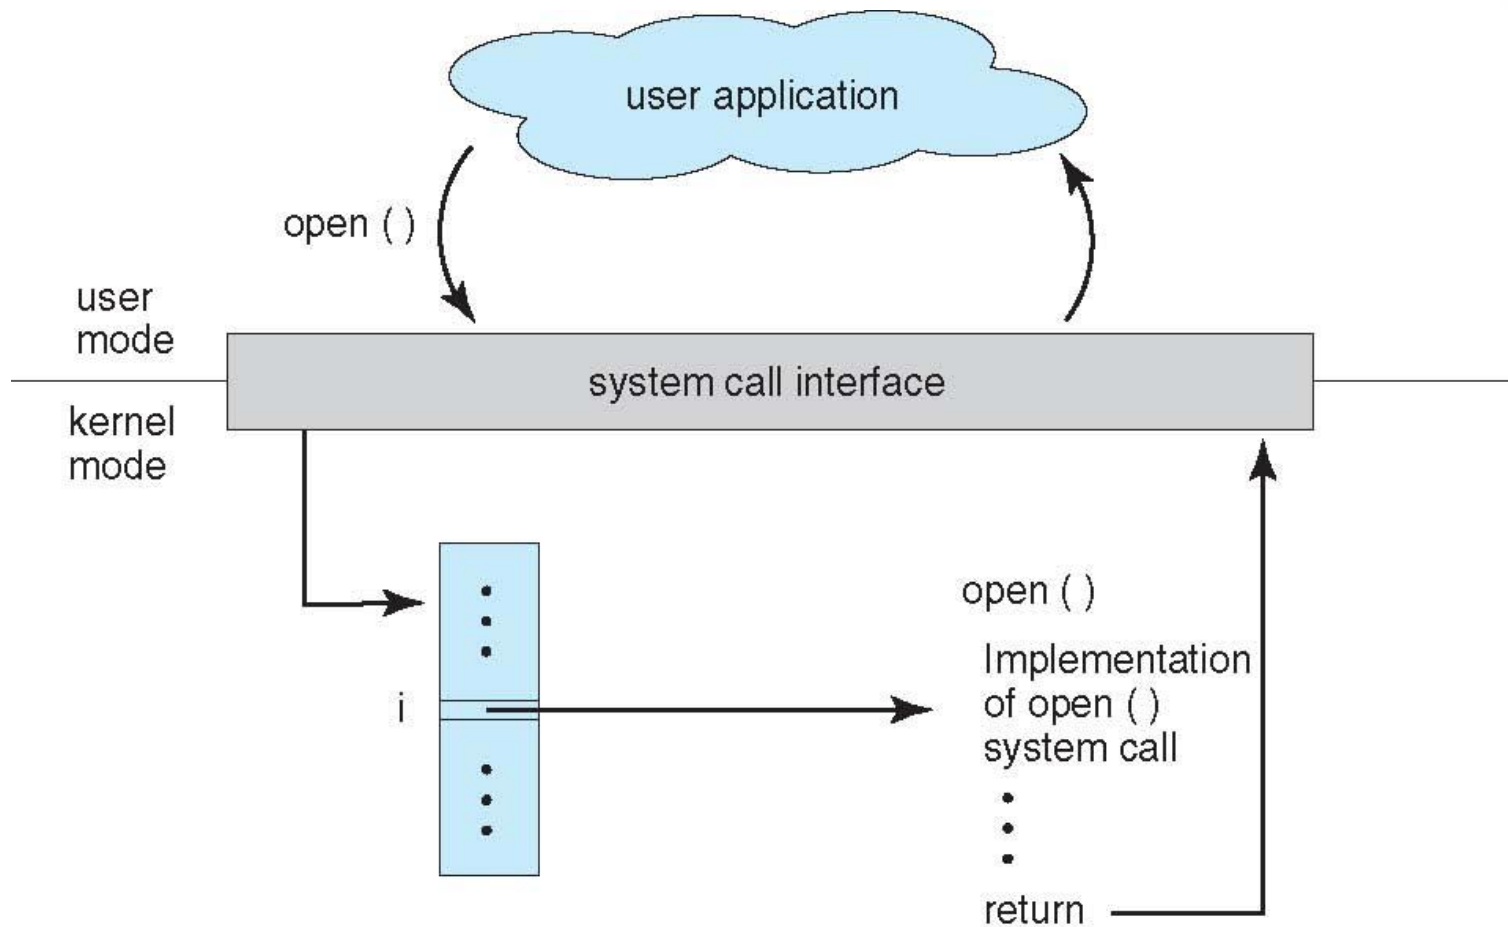 user application
open ( )
user
mode
system call interface
kernel
mode
open ( )
Implementation
of open ( )
system call
i
return